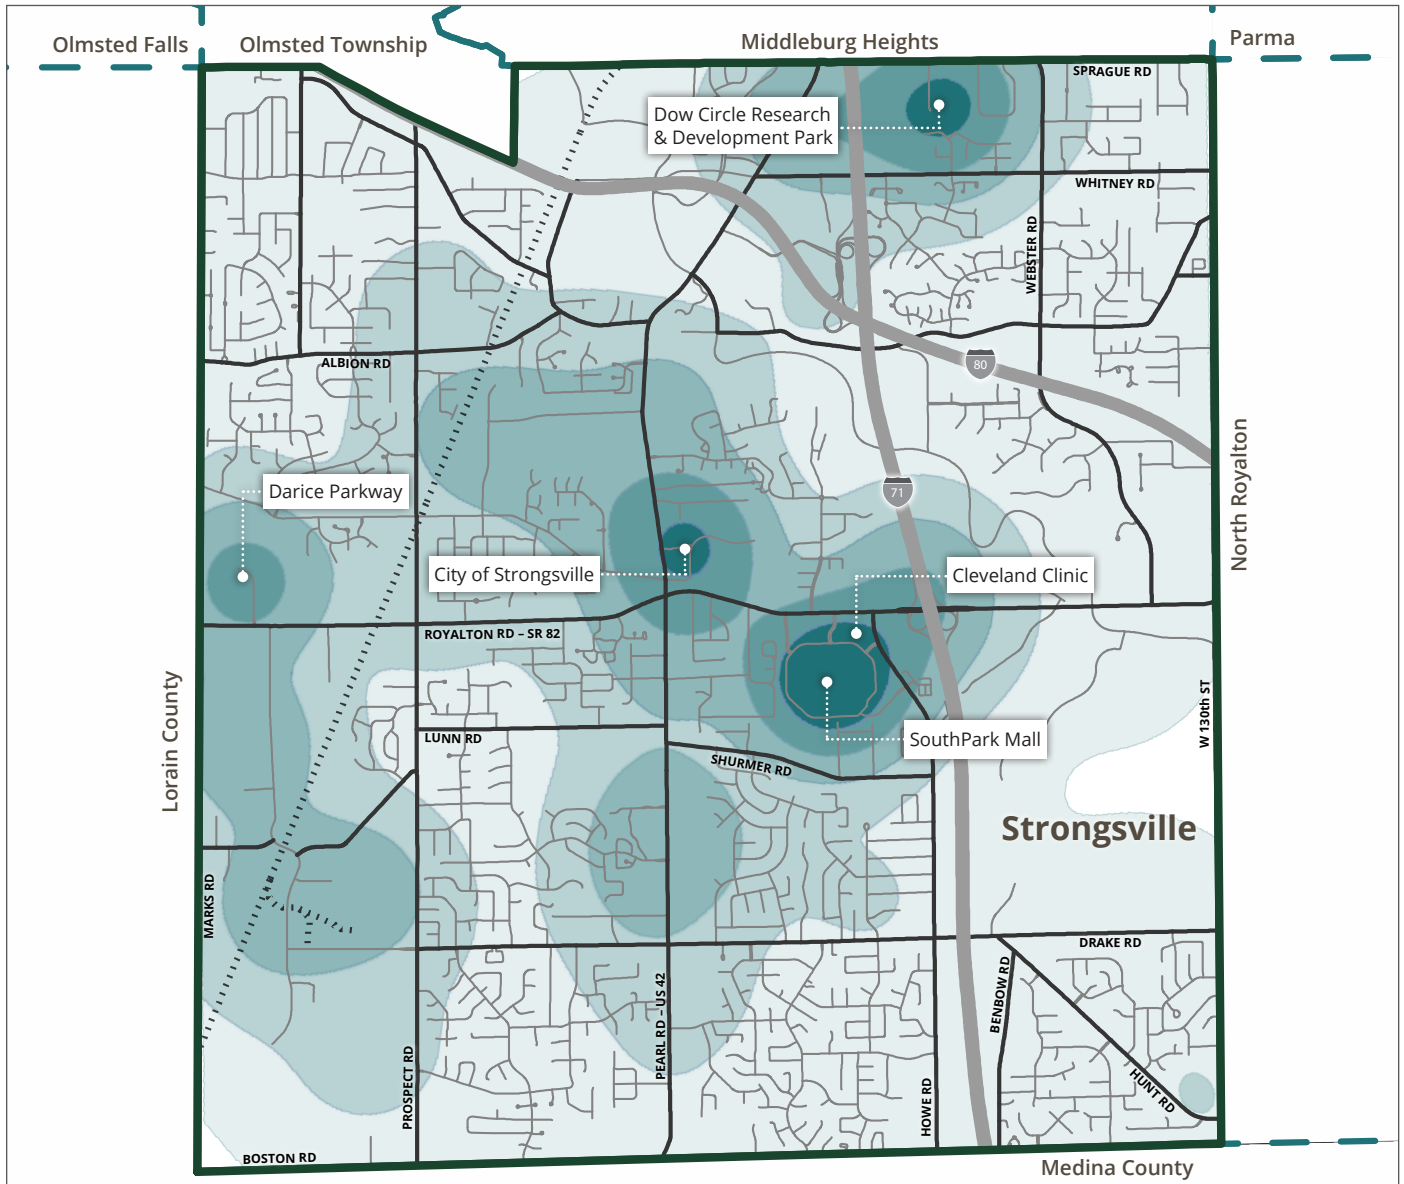 Olmsted Falls
Olmsted Township
Middleburg Heights
Parma
SPRAGUE RD
Dow Circle Research
& Development Park
WHITNEY RD
WEBSTER RD
ALBION RD
80
North Royalton
71
Darice Parkway
City of Strongsville
Cleveland Clinic
ROYALTON RD – SR 82
Lorain County
W 130th ST
LUNN RD
SouthPark Mall
SHURMER RD
Strongsville
MARKS RD
DRAKE RD
BENBOW RD
PEARL RD – US 42
PROSPECT RD
HOWE RD
HUNT RD
BOSTON RD
Medina County